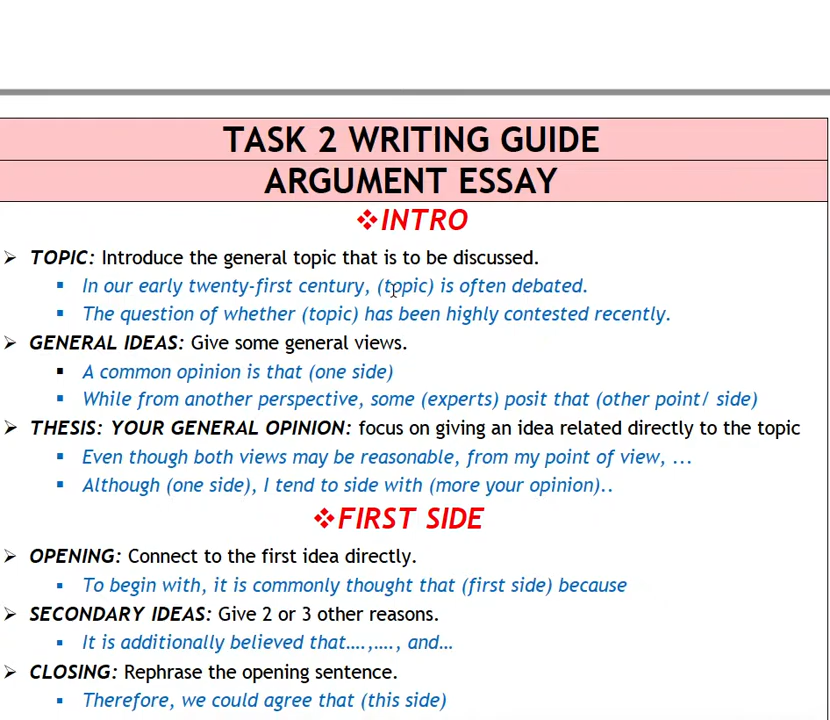 TASK 2 WRITING GUIDE
ARGUMENT ESSAY
❖INTRO
➢ TOPIC: Introduce the general topic that is to be discussed.
▪ In our early twenty-first century, (topic) is often debated.
▪ The question of whether (topic) has been highly contested recently.
➢ GENERAL IDEAS: Give some general views.
▪ A common opinion is that (one side)
▪ While from another perspective, some (experts) posit that (other point/ side)
➢ THESIS: YOUR GENERAL OPINION: focus on giving an idea related directly to the topic
▪ Even though both views may be reasonable, from my point of view, ...
▪ Although (one side), I tend to side with (more your opinion)..
❖FIRST SIDE
➢ OPENING: Connect to the first idea directly.
▪ To begin with, it is commonly thought that (first side) because
➢ SECONDARY IDEAS: Give 2 or 3 other reasons.
▪ It is additionally believed that….,…., and…
➢ CLOSING: Rephrase the opening sentence.
▪ Therefore, we could agree that (this side)